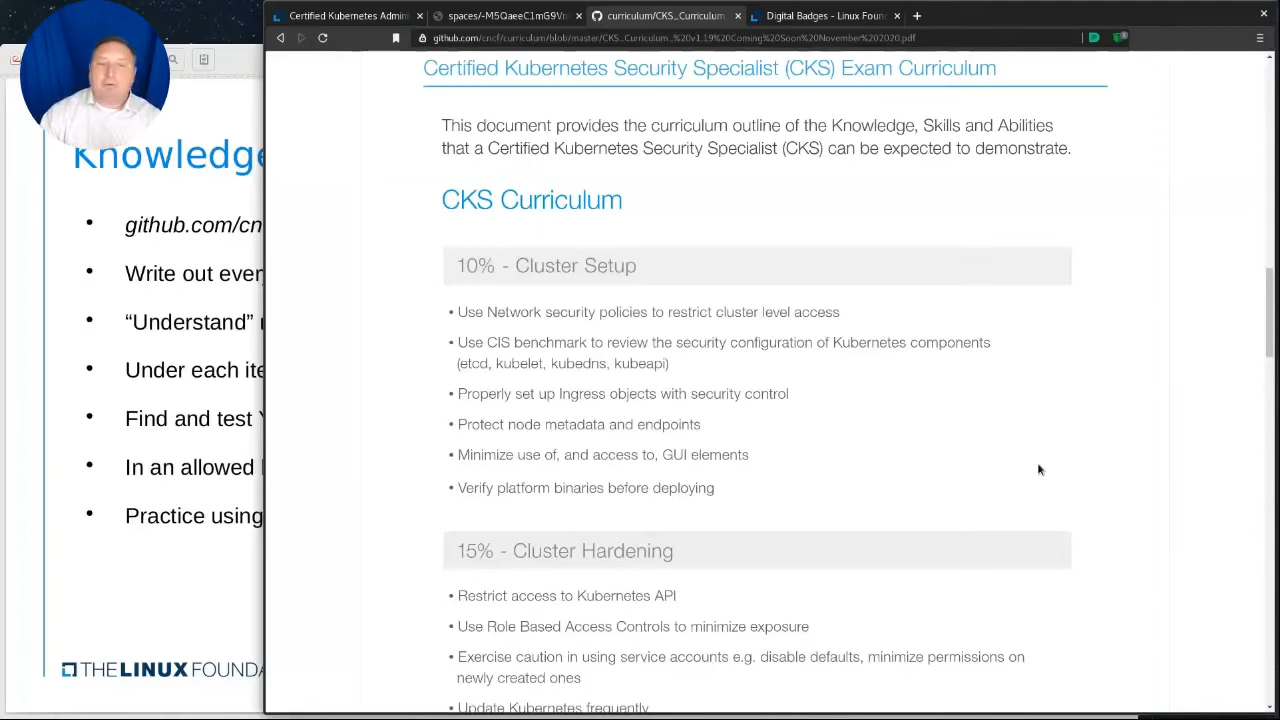 Certified Kubernetes Admin
spaces/-M5QaeeC1mG9Vn
curriculum/CKS_Curriculum_
Digital Badges - Linux Foun
github.com/cncf/curriculum/blob/master/CKS_Curriculum_%20v1.19%20Coming%20Soon%20November%202020.pdf
Knowledge
github.com/cn
Write out ever
"Understand"
Under each ite
Find and test
In an allowed
Practice using
THE LINUX FOUNDA
Certified Kubernetes Security Specialist (CKS) Exam Curriculum
This document provides the curriculum outline of the Knowledge, Skills and Abilities
that a Certified Kubernetes Security Specialist (CKS) can be expected to demonstrate.
CKS Curriculum
10% - Cluster Setup
• Use Network security policies to restrict cluster level access
• Use CIS benchmark to review the security configuration of Kubernetes components
(etcd, kubelet, kubedns, kubeapi)
• Properly set up Ingress objects with security control
• Protect node metadata and endpoints
• Minimize use of, and access to, GUI elements
• Verify platform binaries before deploying
15% - Cluster Hardening
• Restrict access to Kubernetes API
• Use Role Based Access Controls to minimize exposure
• Exercise caution in using service accounts e.g. disable defaults, minimize permissions on
newly created ones
• Update Kubernetes frequently